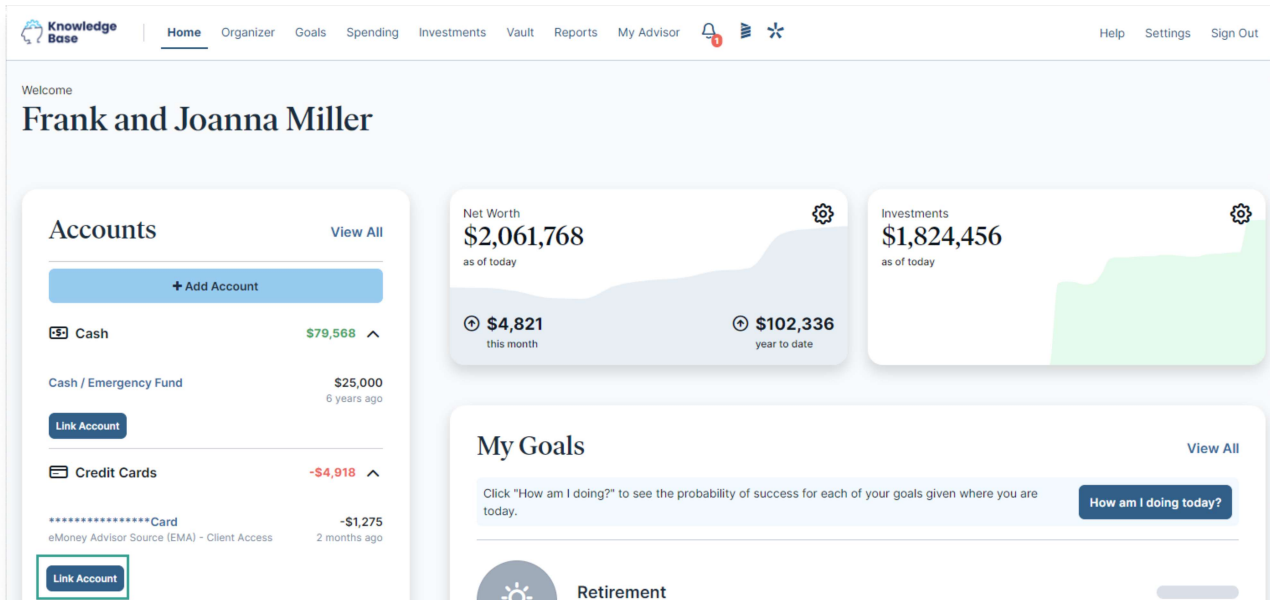 Knowledge
Base
Home Organizer Goals Spending Investments Vault Reports My Advisor 1 Help Settings Sign Out
Welcome
Frank and Joanna Miller
Accounts View All
+ Add Account
Cash $79,568
Cash / Emergency Fund $25,000
6 years ago
Link Account
Credit Cards -$4,918
****************Card -$1,275
eMoney Advisor Source (EMA) - Client Access 2 months ago
Link Account
Net Worth
$2,061,768
as of today
$4,821 $102,336
this month year to date
Investments
$1,824,456
as of today
My Goals View All
Click "How am I doing?" to see the probability of success for each of your goals given where you are
today.
How am I doing today?
Retirement